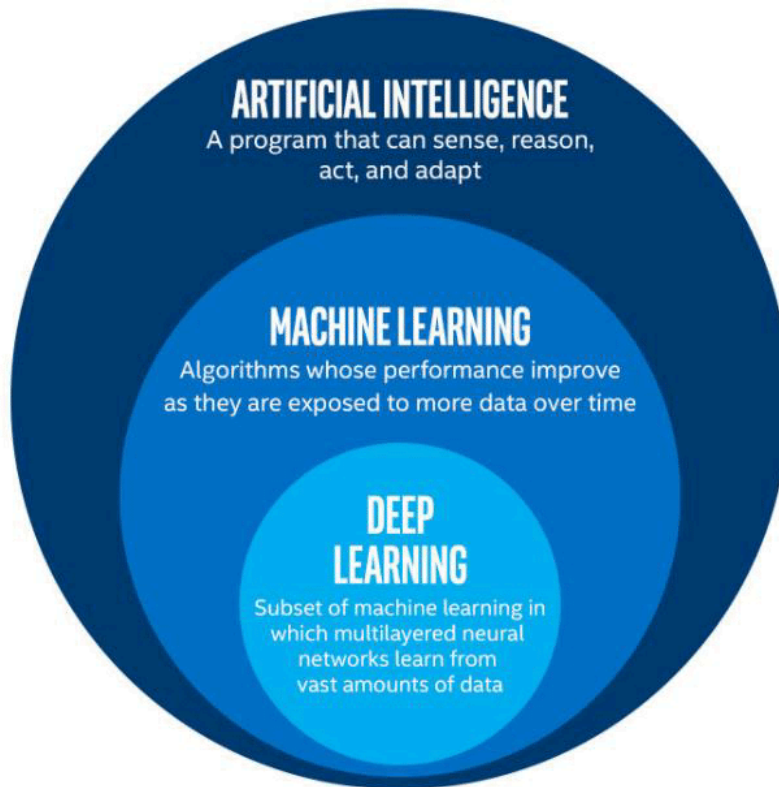 ARTIFICIAL INTELLIGENCE
A program that can sense, reason,
act, and adapt
MACHINE LEARNING
Algorithms whose performance improve
as they are exposed to more data over time
DEEP
LEARNING
Subset of machine learning in
which multilayered neural
networks learn from
vast amounts of data